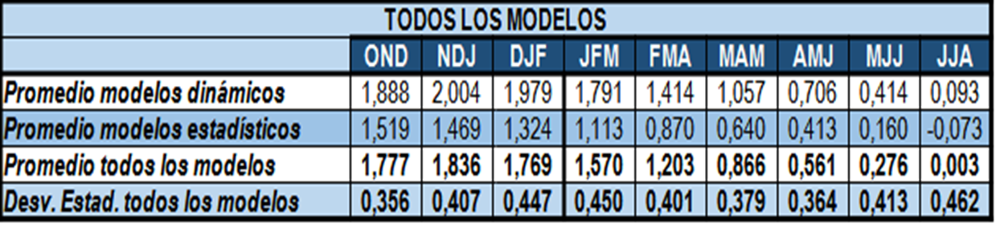 TODOS LOS MODELOS
OND NDJ DJF JFM FMA MAM AMJ MJJ JJA
Promedio modelos dinámicos 1,888 2,004 1,979 1,791 1,414 1,057 0,706 0,414 0,093
Promedio modelos estadísticos 1,519 1,469 1,324 1,113 0,870 0,640 0,413 0,160 -0,073
Promedio todos los modelos 1,777 1,836 1,769 1,570 1,203 0,866 0,561 0,276 0,003
Desv. Estad. todos los modelos 0,356 0,407 0,447 0,450 0,401 0,379 0,364 0,413 0,462